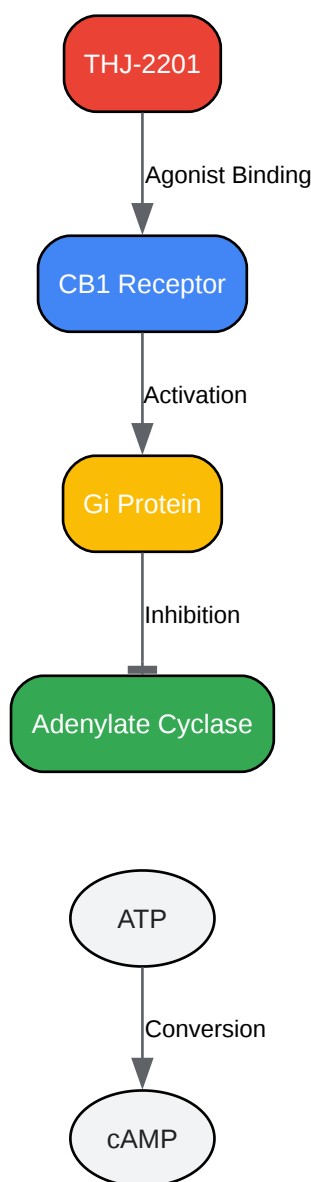 THJ-2201
Agonist Binding
CB1 Receptor
Activation
Gi Protein
Inhibition
Adenylate Cyclase
ATP
Conversion
cAMP